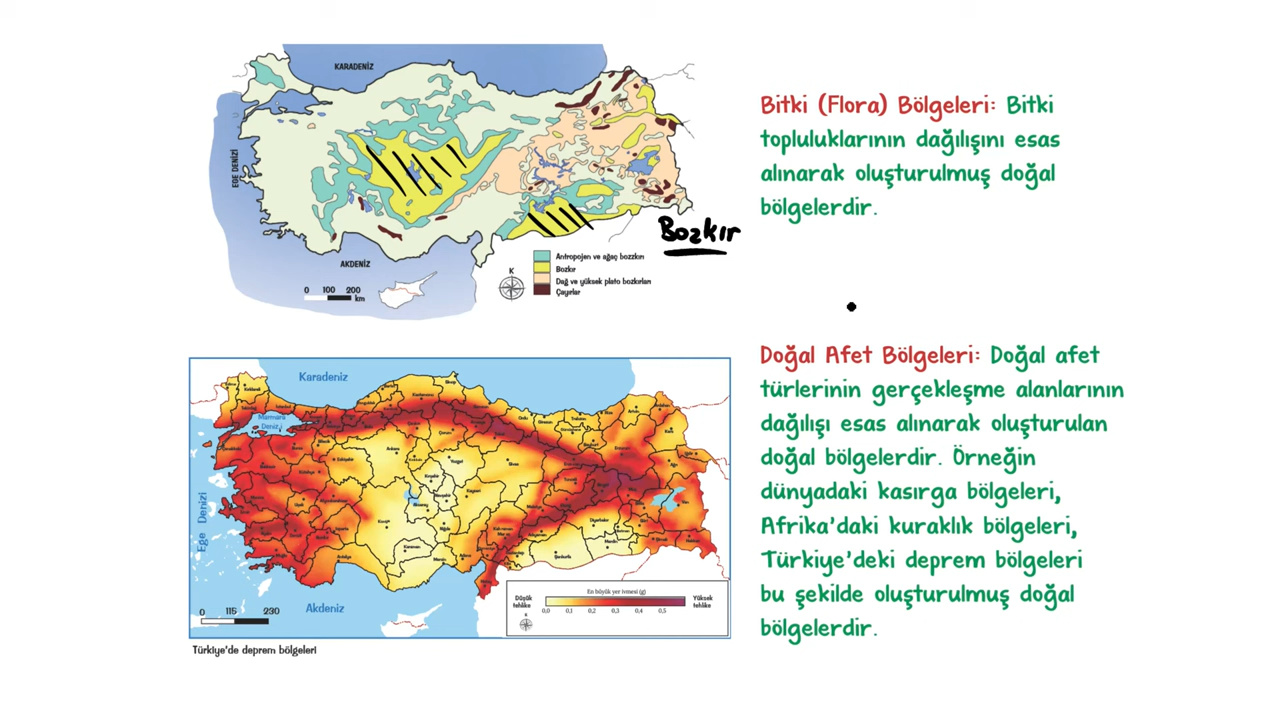 KARADENİZ
EGE DENİZİ
AKDENİZ
K
0 100 200
km
Antropojen ve ağaç bozzkırı
Bozkır
Dağ ve yüksek plato bozkırları
Çayırlar
Bozkır
Bitki (Flora) Bölgeleri: Bitki
topluluklarının dağılışını esas
alınarak oluşturulmuş doğal
bölgelerdir.
Karadeniz
Marmara
Denizi
Ege Denizi
Akdeniz
0 115 230
Düşük
tehlike
En büyük yer ivmesi (g)
0,0 0,1 0,2 0,3 0,4 0,5
Yüksek
tehlike
Türkiye'de deprem bölgeleri
Doğal Afet Bölgeleri: Doğal afet
türlerinin gerçekleşme alanlarının
dağılışı esas alınarak oluşturulan
doğal bölgelerdir. Örneğin
dünyadaki kasırga bölgeleri,
Afrika'daki kuraklık bölgeleri,
Türkiye'deki deprem bölgeleri
bu şekilde oluşturulmuş doğal
bölgelerdir.